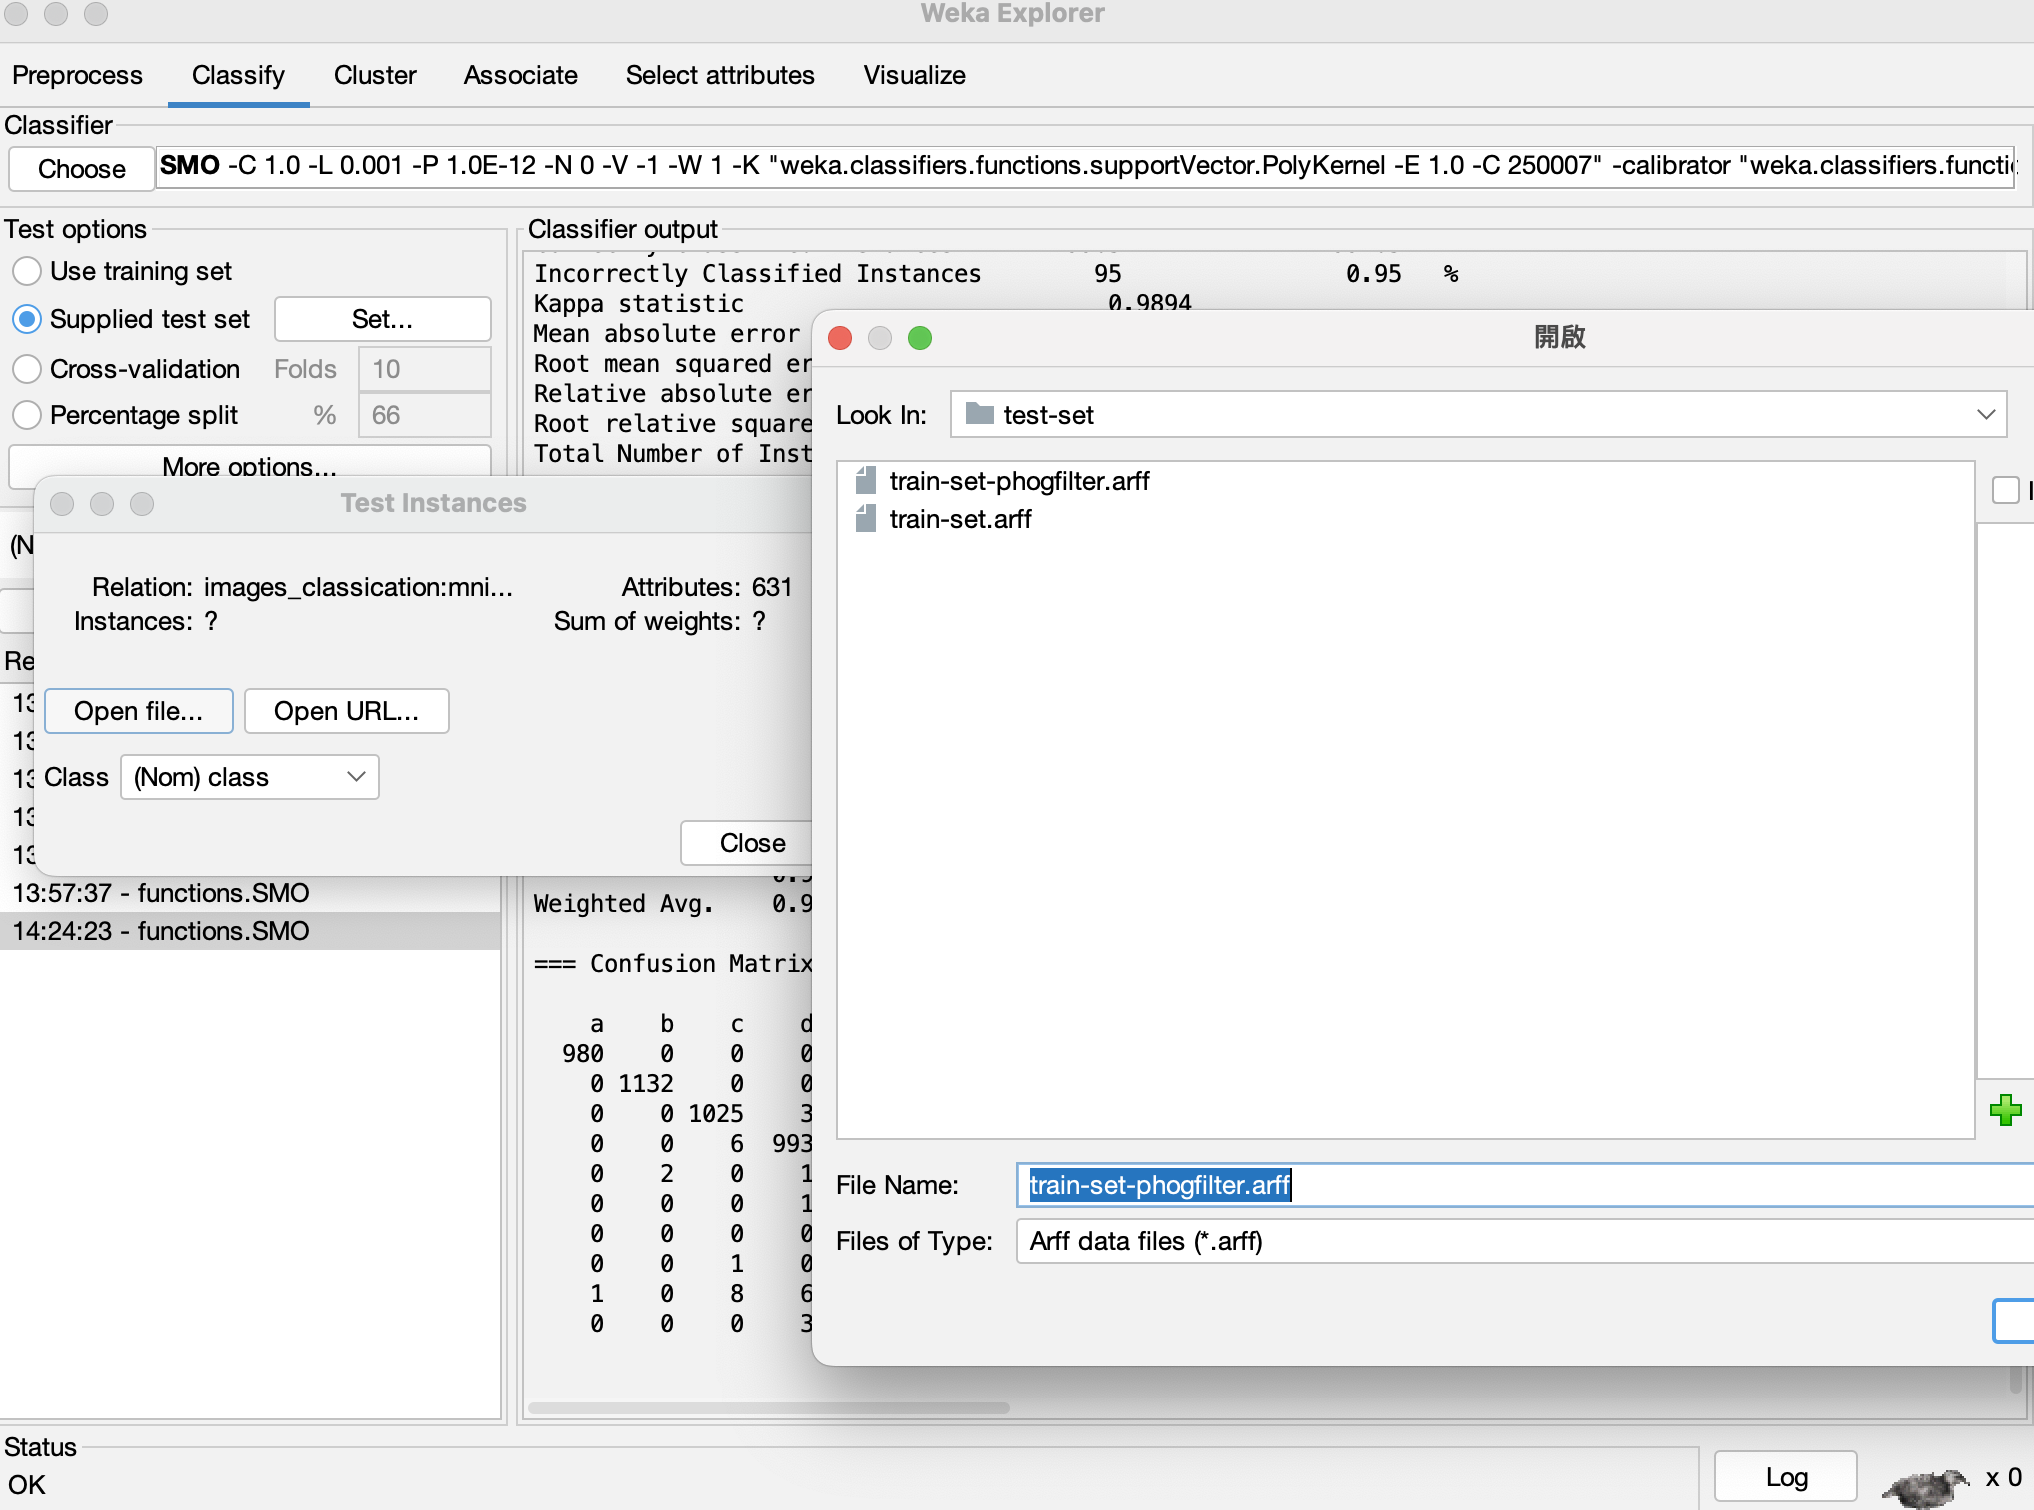 Weka Explorer
Preprocess Classify Cluster Associate Select attributes Visualize
Classifier
Choose SMO -C 1.0 -L 0.001 -P 1.0E-12 -N 0 -V -1 -W 1 -K "weka.classifiers.functions.supportVector.PolyKernel -E 1.0 -C 250007" -calibrator "weka.classifiers.functi
Test options
Use training set
Supplied test set Set...
Cross-validation Folds 10
Percentage split % 66
More options...
(N
Re
13
13
13
13
13
13:57:37 - functions.SMO
14:24:23 - functions.SMO
Classifier output
Incorrectly Classified Instances 95 0.95 %
Kappa statistic 0.9894
Mean absolute error
Root mean squared er
Relative absolute er
Root relative square
Total Number of Inst
Weighted Avg. 0.9
=== Confusion Matrix
a b c d
980 0 0 0
0 1132 0 0
0 0 1025 3
0 0 6 993
0 2 0 1
0 0 0 1
0 0 0 0
0 0 1 0
1 0 8 6
0 0 0 3
Test Instances
Relation: images_classication:mni... Attributes: 631
Instances: ? Sum of weights: ?
Open file... Open URL...
Class (Nom) class
Close
開啟
Look In: test-set
train-set-phogfilter.arff
train-set.arff
File Name: train-set-phogfilter.arff
Files of Type: Arff data files (*.arff)
Status
OK
Log x 0